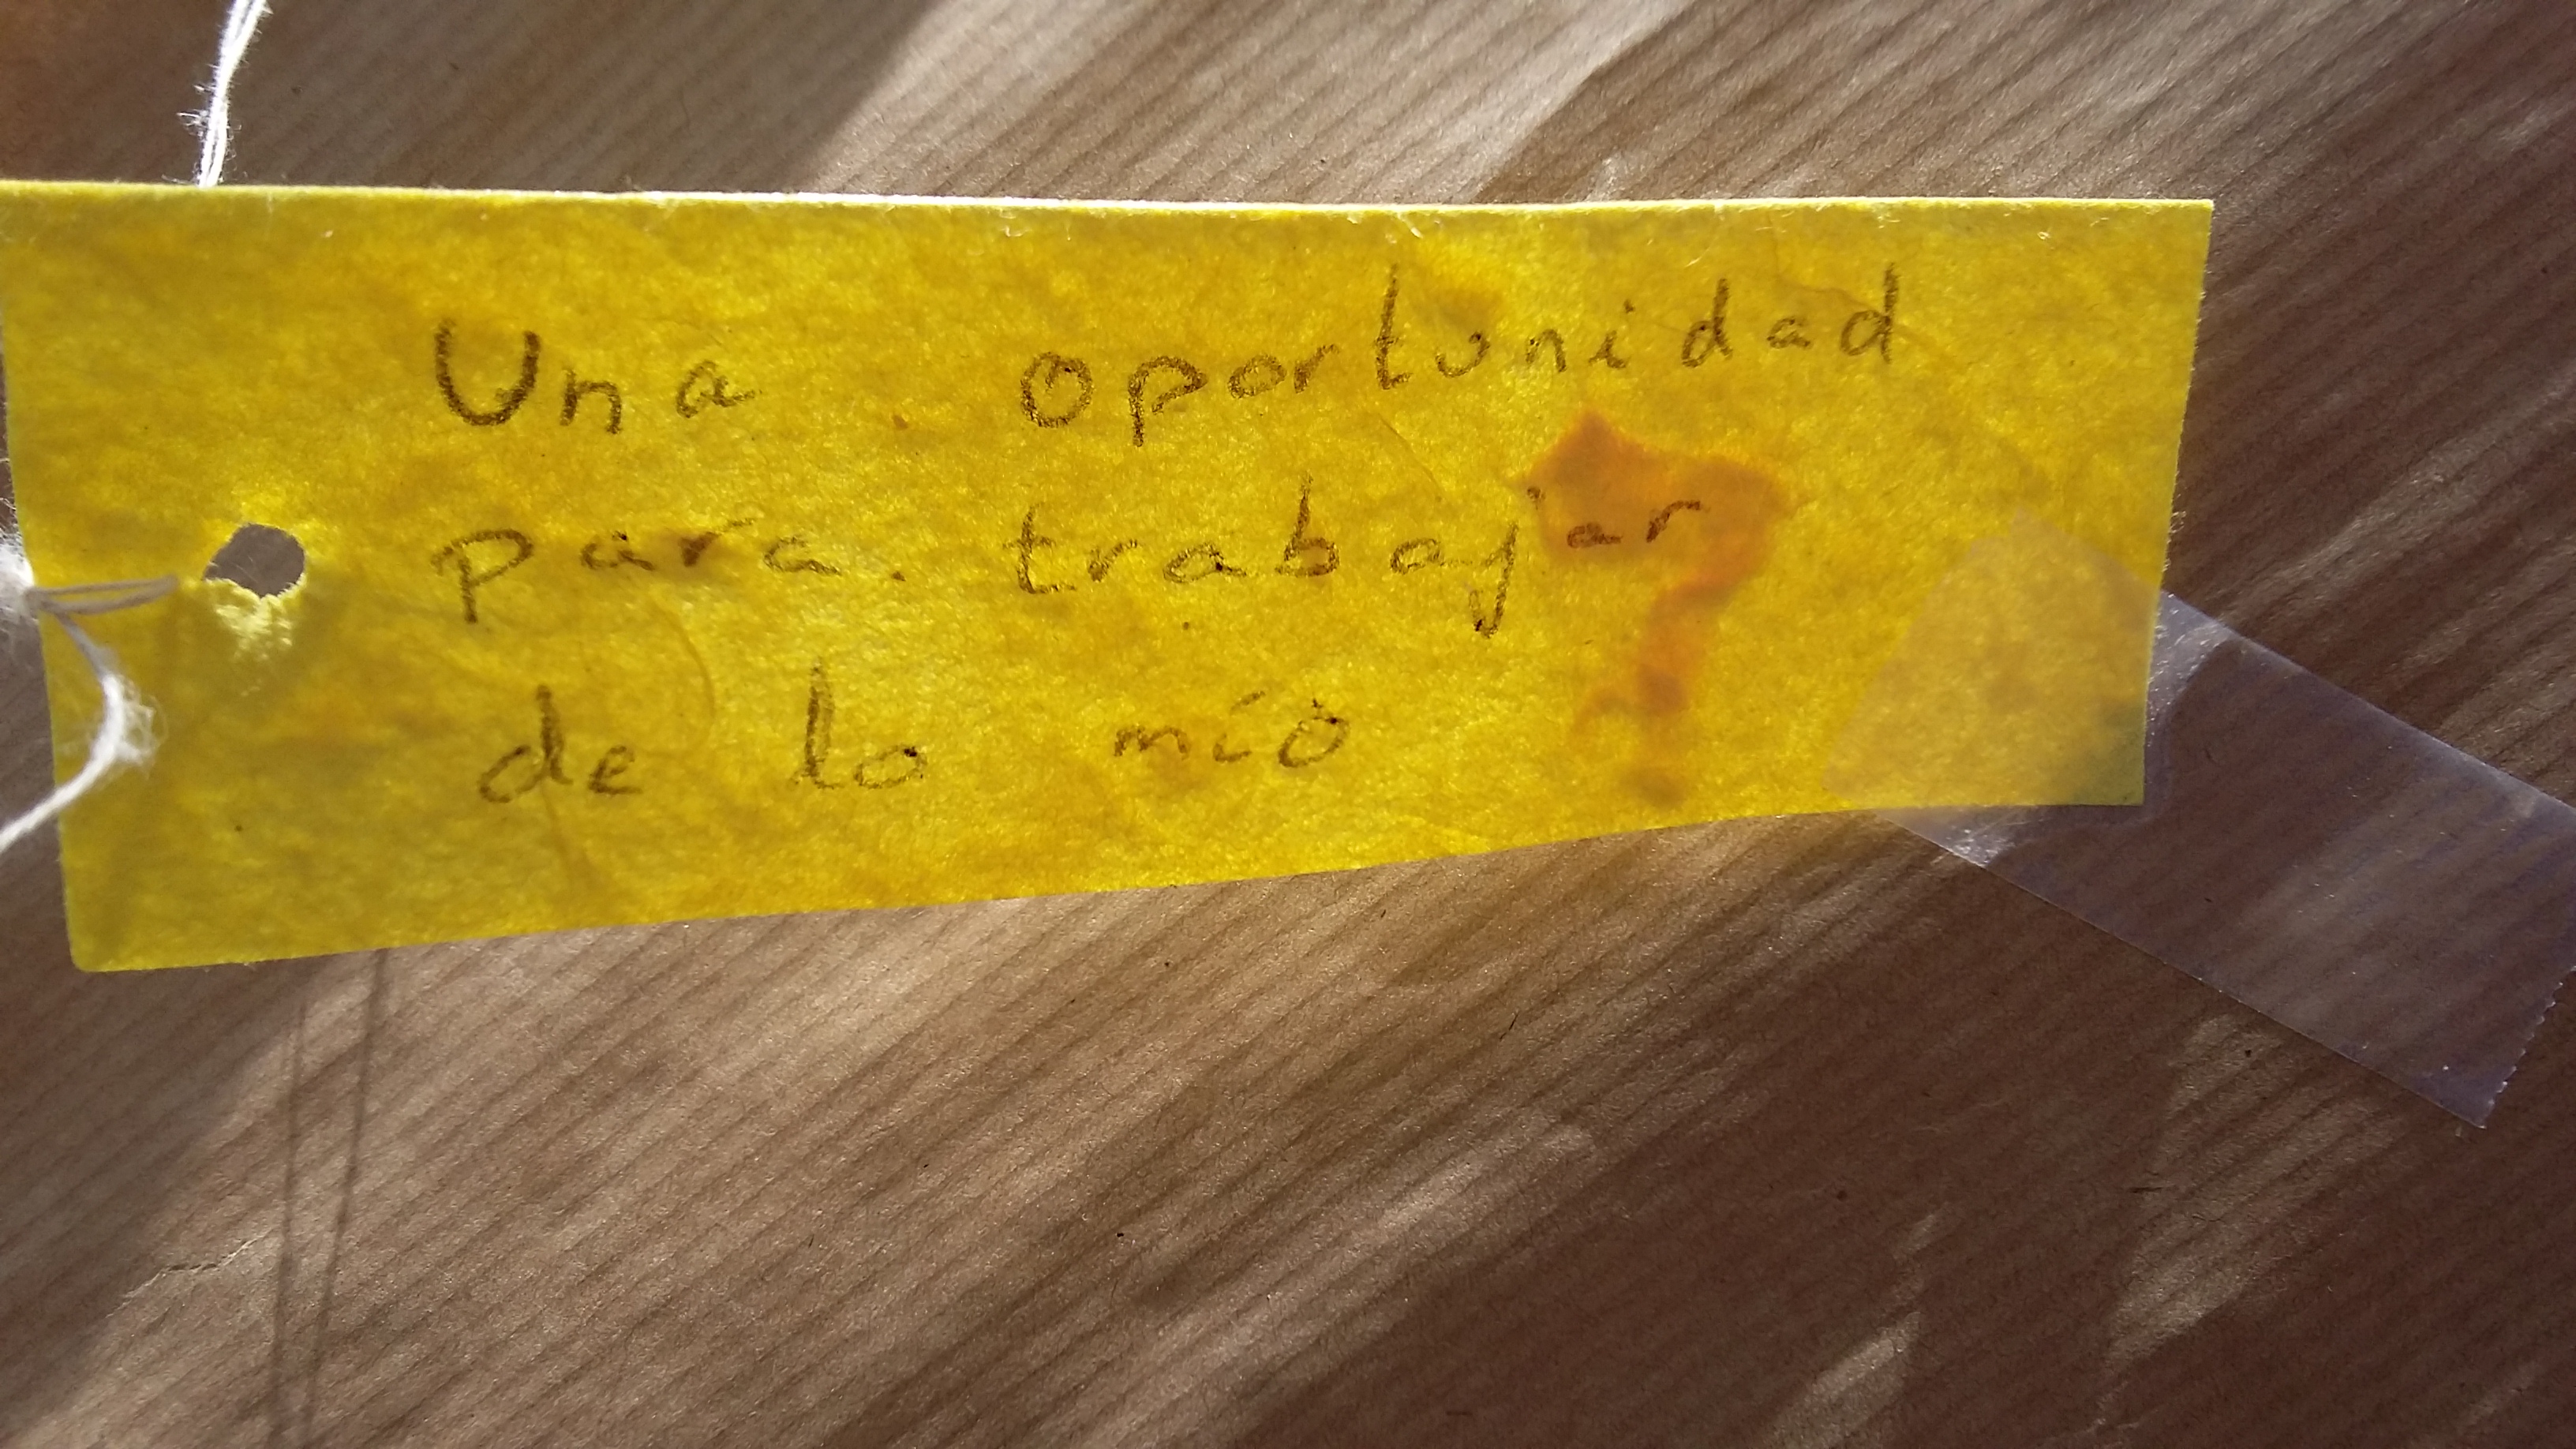 Una oportunidad
para trabajar
de lo mío